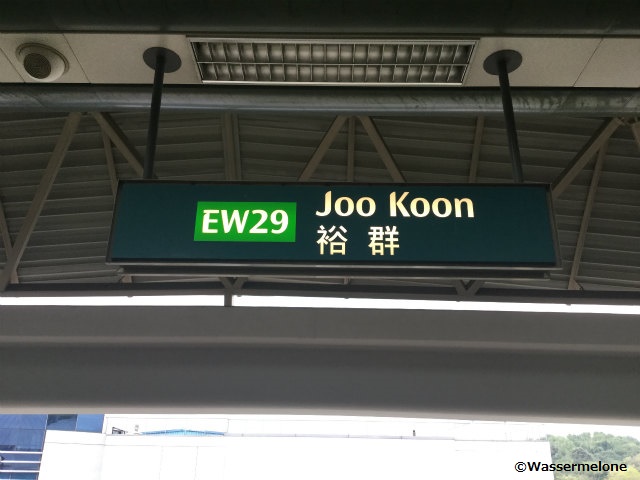 EW29 Joo Koon
裕群
©Wassermelone